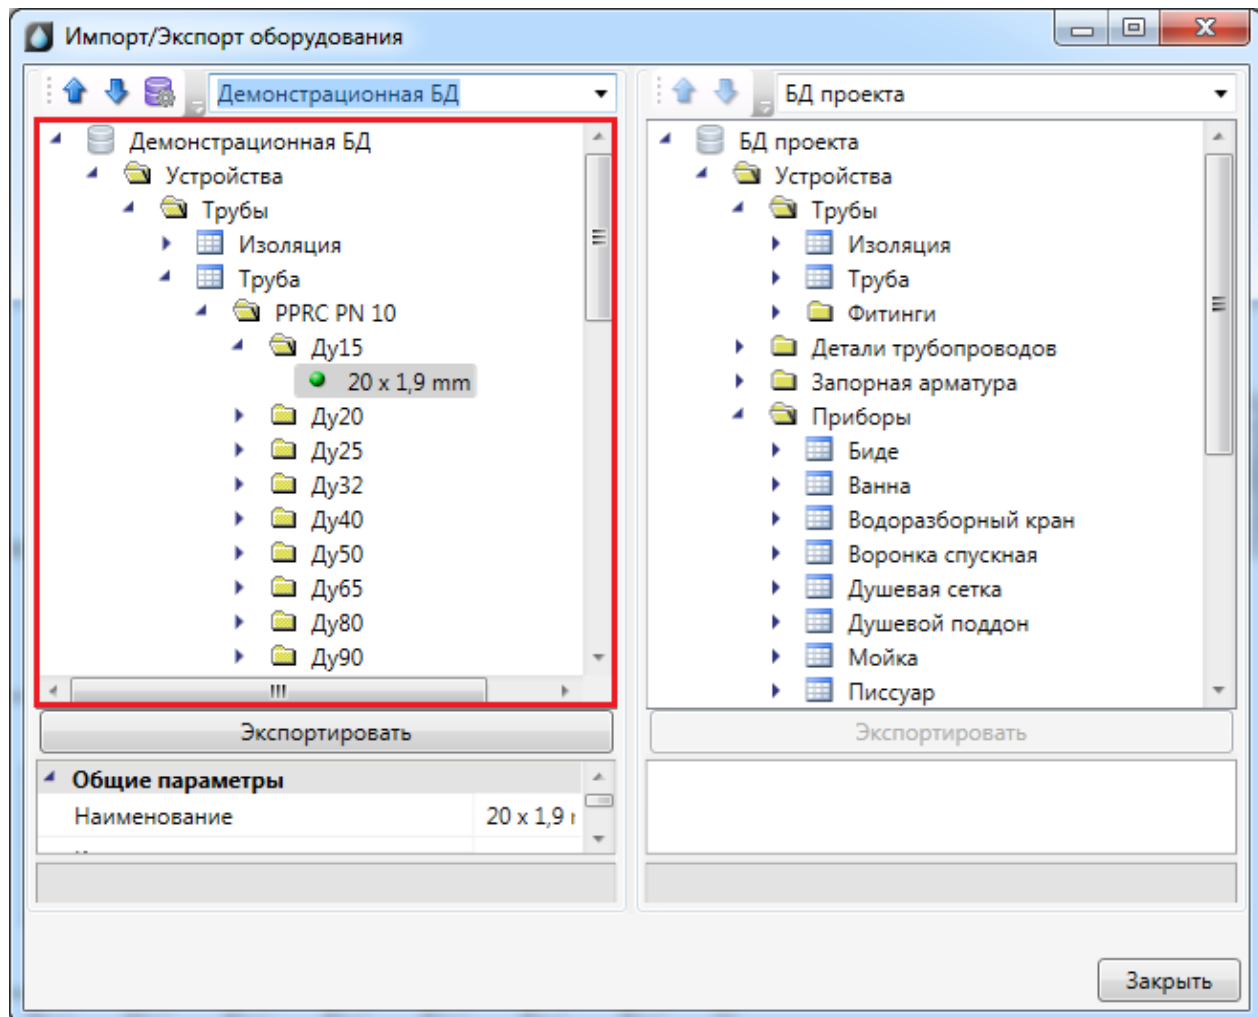 Импорт/Экспорт оборудования
Демонстрационная БД
Демонстрационная БД
Устройства
Трубы
Изоляция
Труба
PPRC PN 10
Ду15
20 x 1,9 mm
Ду20
Ду25
Ду32
Ду40
Ду50
Ду65
Ду80
Ду90
Экспортировать
Общие параметры
Наименование 20 x 1,9
БД проекта
БД проекта
Устройства
Трубы
Изоляция
Труба
Фитинги
Детали трубопроводов
Запорная арматура
Приборы
Биде
Ванна
Водоразборный кран
Воронка спускная
Душевая сетка
Душевой поддон
Мойка
Писсуар
Экспортировать
Закрыть